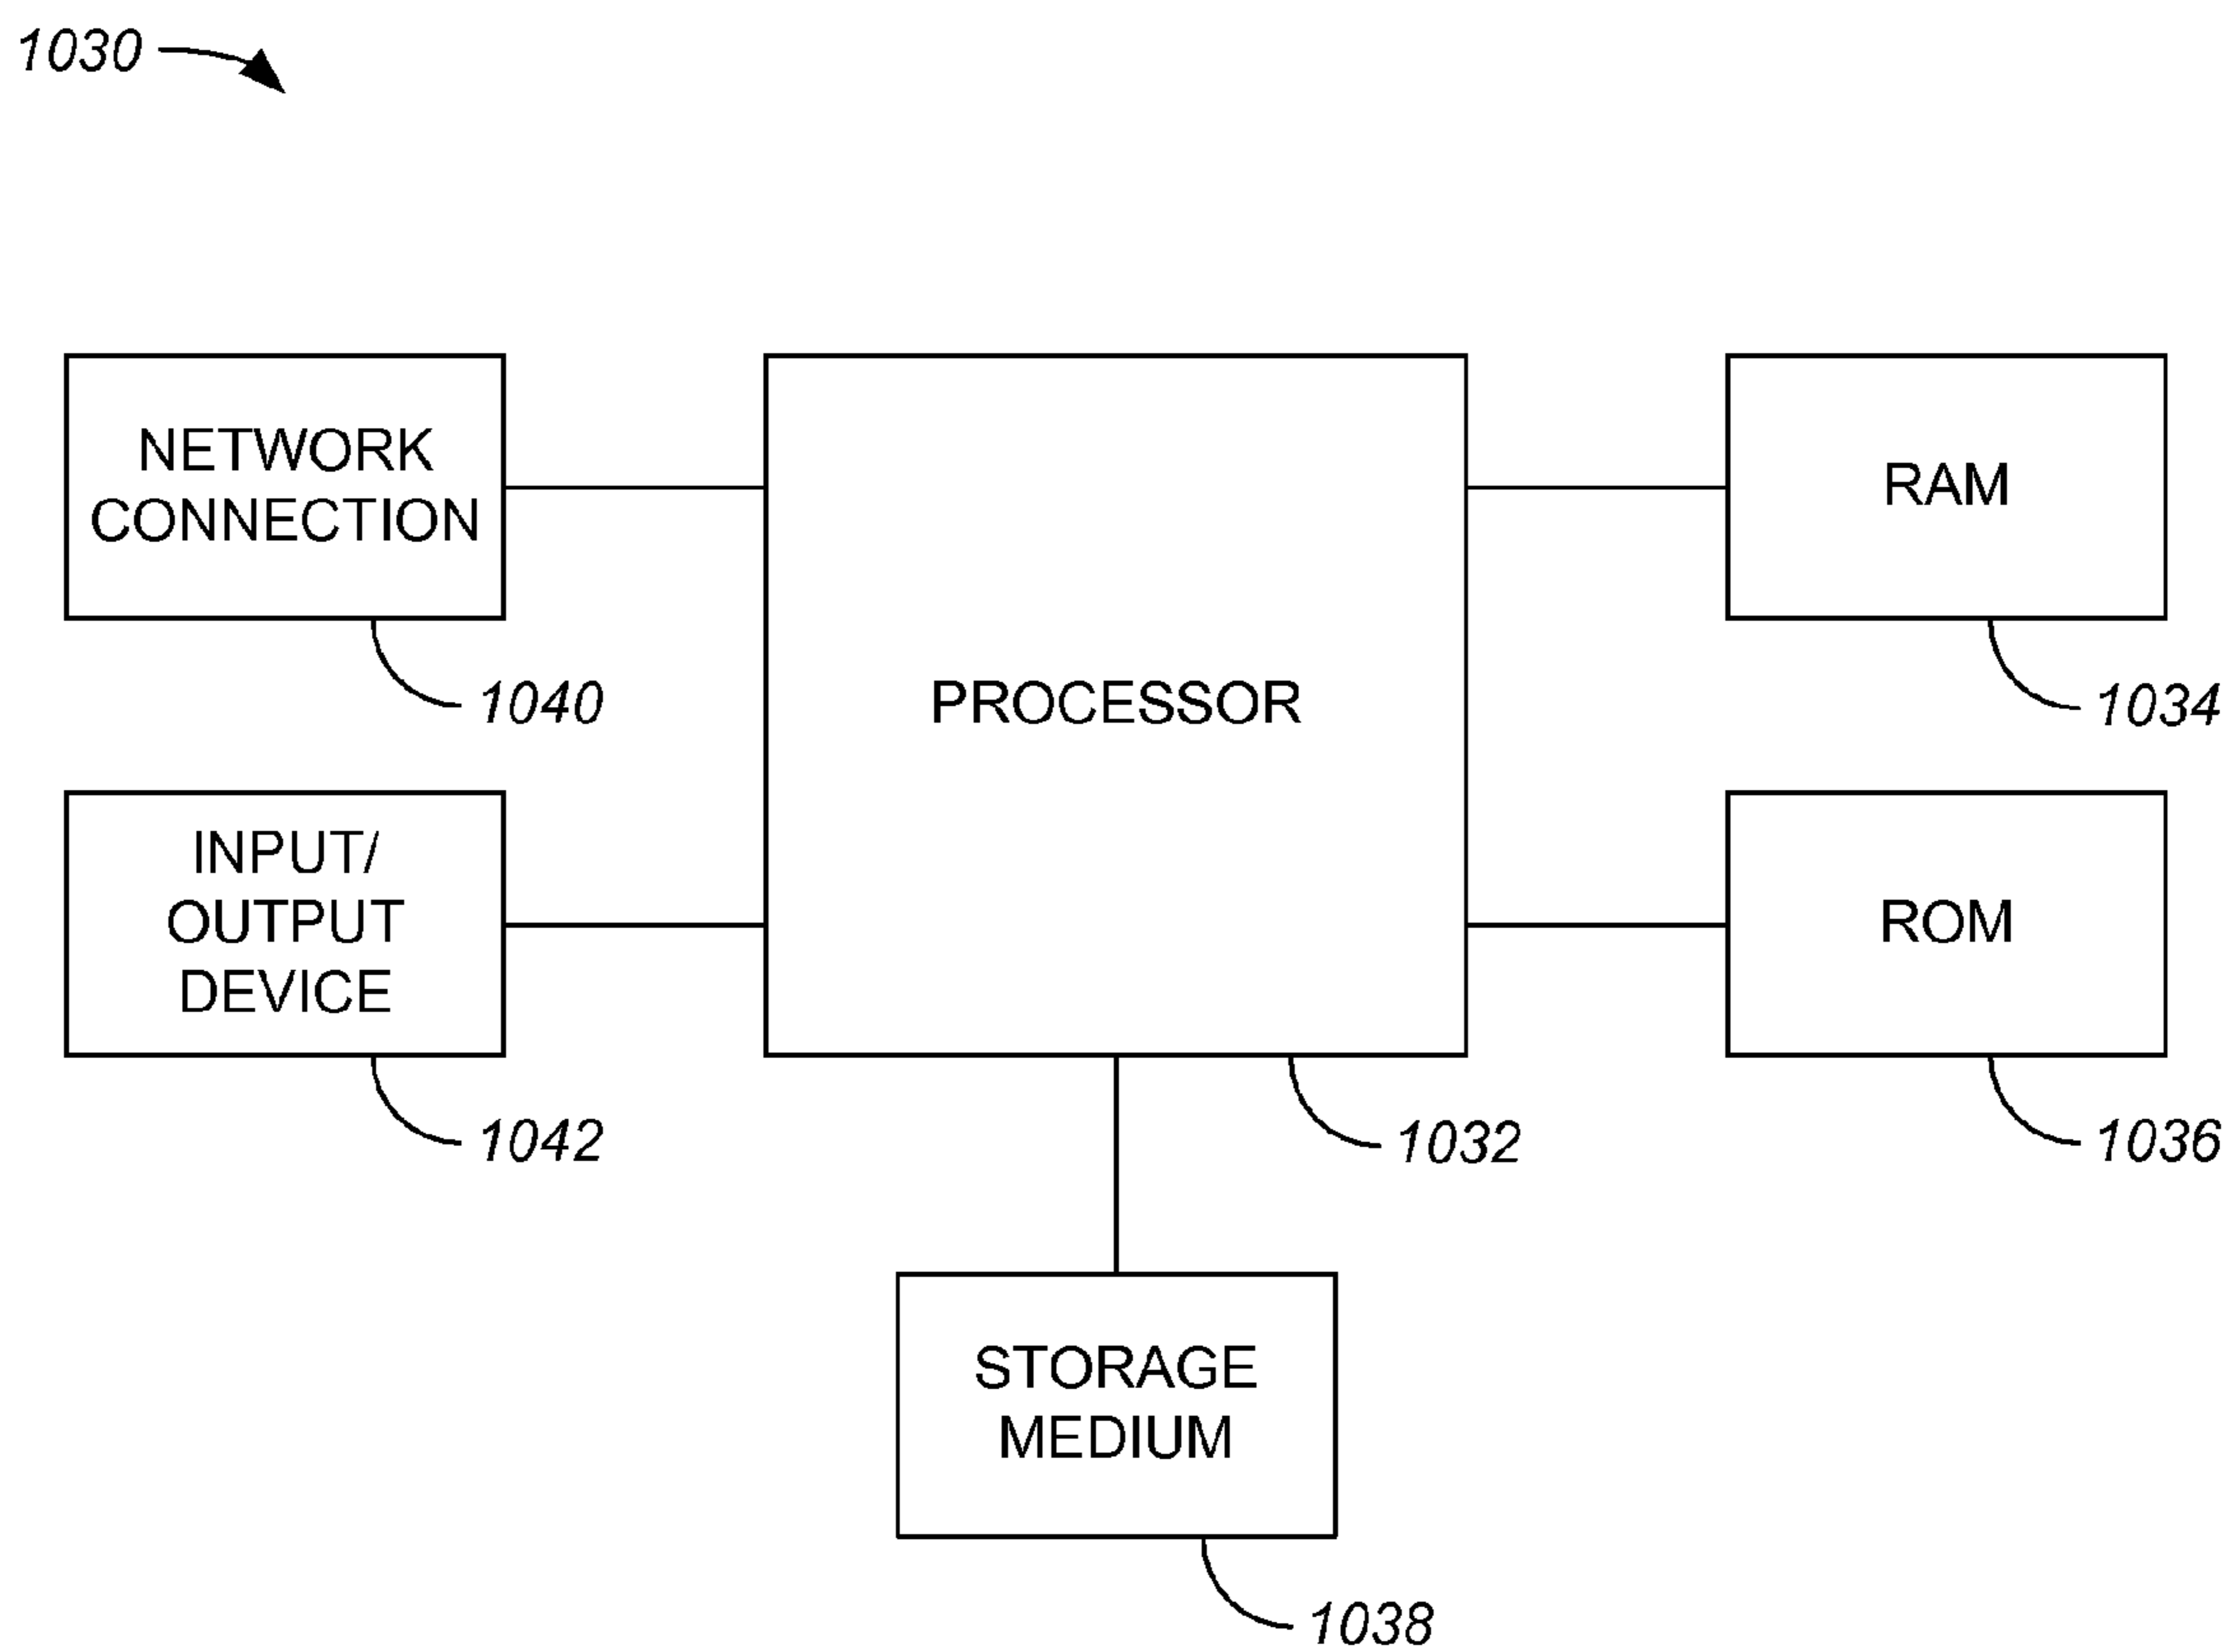 1030
NETWORK
CONNECTION
1040
PROCESSOR
1032
RAM
1034
INPUT/
OUTPUT
DEVICE
1042
ROM
1036
STORAGE
MEDIUM
1038